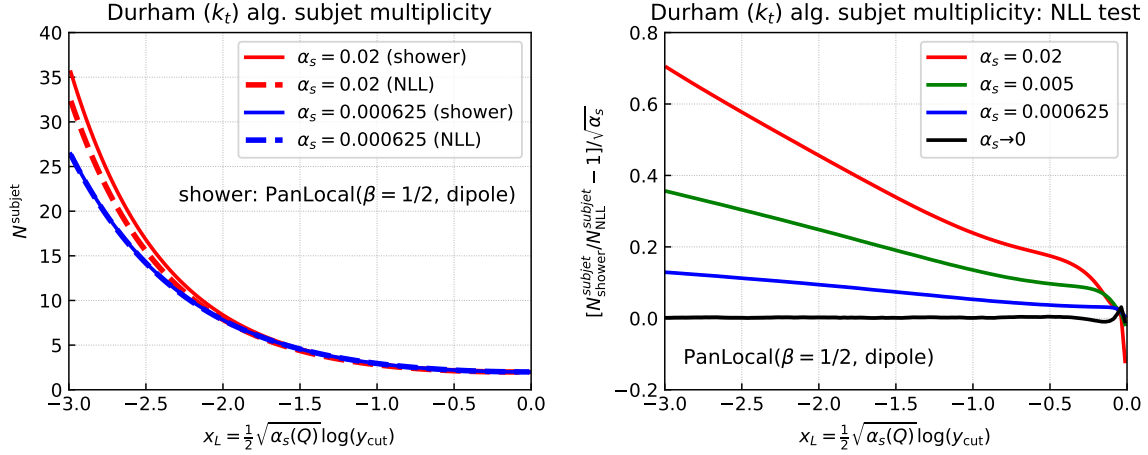 Durham (k_t) alg. subjet multiplicity
40
35
30
25
20
15
10
5
0
N^subjet
α_s = 0.02 (shower)
α_s = 0.02 (NLL)
α_s = 0.000625 (shower)
α_s = 0.000625 (NLL)
shower: PanLocal(β = 1/2, dipole)
−3.0 −2.5 −2.0 −1.5 −1.0 −0.5 0.0
x_L = ½√α_s(Q) log(y_cut)
Durham (k_t) alg. subjet multiplicity: NLL test
0.8
0.6
0.4
0.2
0.0
−0.2
[N^subjet_shower/N^subjet_NLL − 1]/√α_s
α_s = 0.02
α_s = 0.005
α_s = 0.000625
α_s→0
PanLocal(β = 1/2, dipole)
−3.0 −2.5 −2.0 −1.5 −1.0 −0.5 0.0
x_L = ½√α_s(Q) log(y_cut)